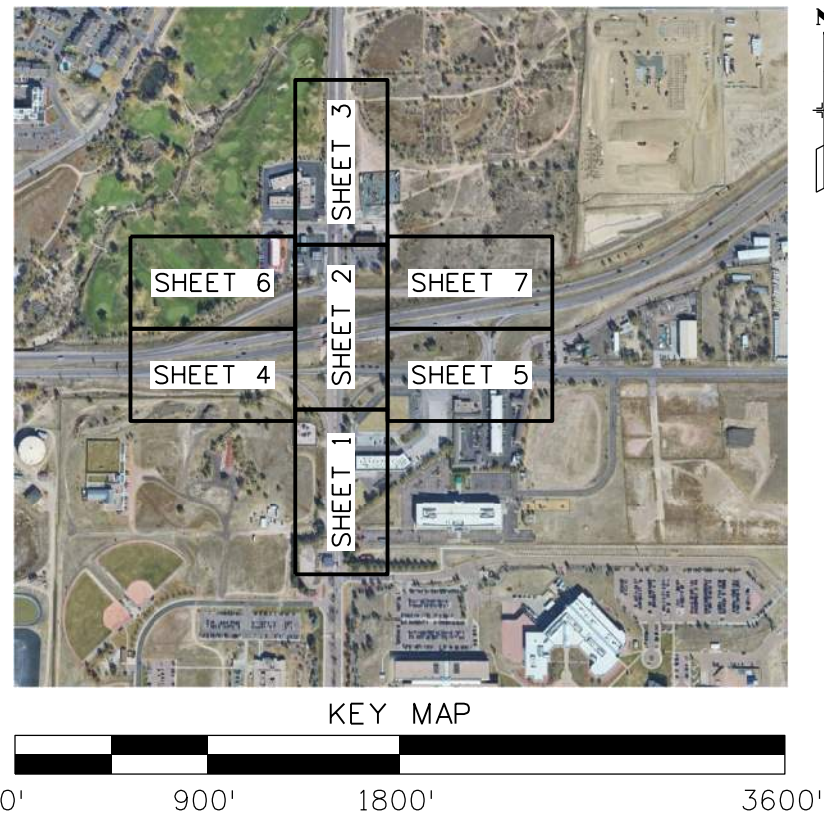 N
SHEET 3
SHEET 6
SHEET 2
SHEET 7
SHEET 4
SHEET 5
SHEET 1
KEY MAP
0' 900' 1800' 3600'